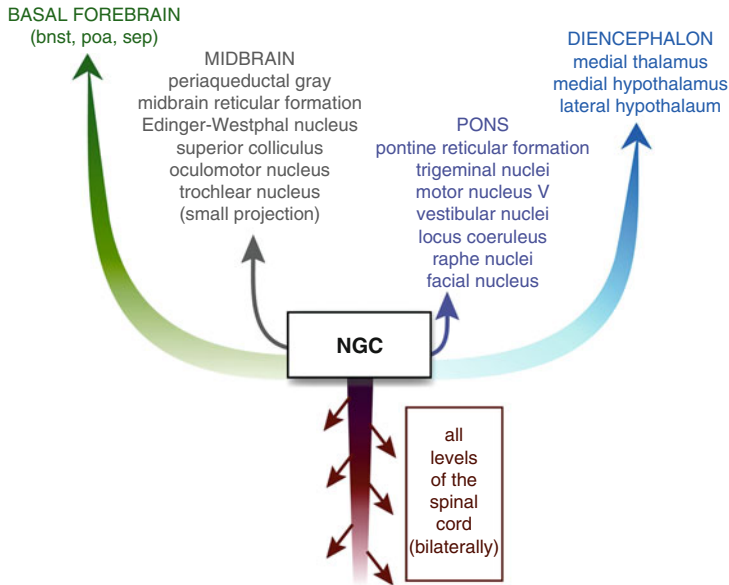 BASAL FOREBRAIN
(bnst, poa, sep)
MIDBRAIN
periaqueductal gray
midbrain reticular formation
Edinger-Westphal nucleus
superior colliculus
oculomotor nucleus
trochlear nucleus
(small projection)
PONS
pontine reticular formation
trigeminal nuclei
motor nucleus V
vestibular nuclei
locus coeruleus
raphe nuclei
facial nucleus
DIENCEPHALON
medial thalamus
medial hypothalamus
lateral hypothalaum
NGC
all
levels
of the
spinal
cord
(bilaterally)